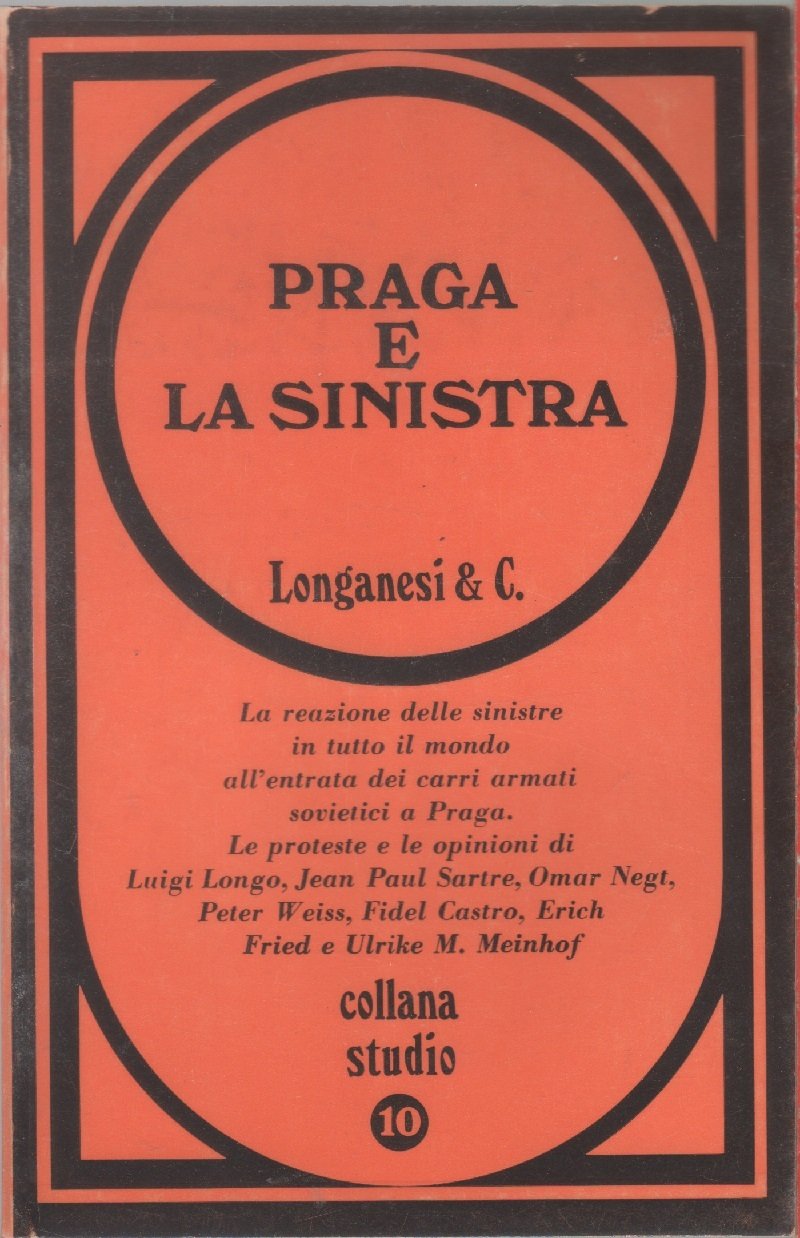 PRAGA
E
LA SINISTRA
Longanesi & C.
La reazione delle sinistre
in tutto il mondo
all'entrata dei carri armati
sovietici a Praga.
Le proteste e le opinioni di
Luigi Longo, Jean Paul Sartre, Omar Negt,
Peter Weiss, Fidel Castro, Erich
Fried e Ulrike M. Meinhof
collana
studio
10